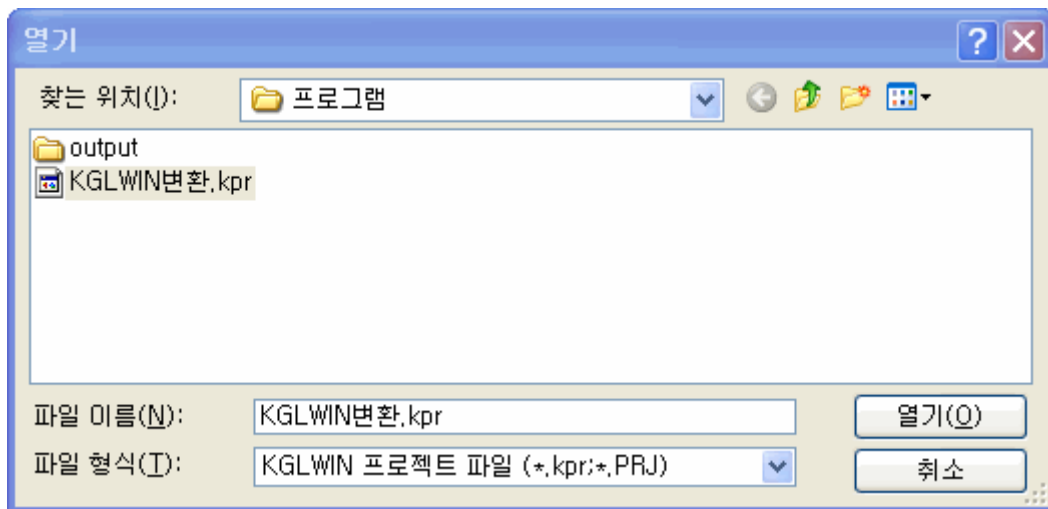 열기
찾는 위치(I): 프로그램
output
KGLWIN변환.kpr
파일 이름(N): KGLWIN변환.kpr 열기(O)
파일 형식(T): KGLWIN 프로젝트 파일 (*.kpr;*.PRJ) 취소